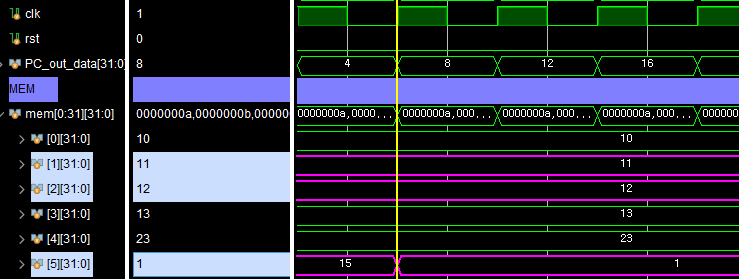 clk 1
rst 0
PC_out_data[31:0] 8 4 8 12 16
MEM
mem[0:31][31:0] 0000000a,0000000b,00000 0000000a,0000... 0000000a,000... 0000000a,000... 0000000a,000... 0000000
[0][31:0] 10 10
[1][31:0] 11 11
[2][31:0] 12 12
[3][31:0] 13 13
[4][31:0] 23 23
[5][31:0] 1 15 1